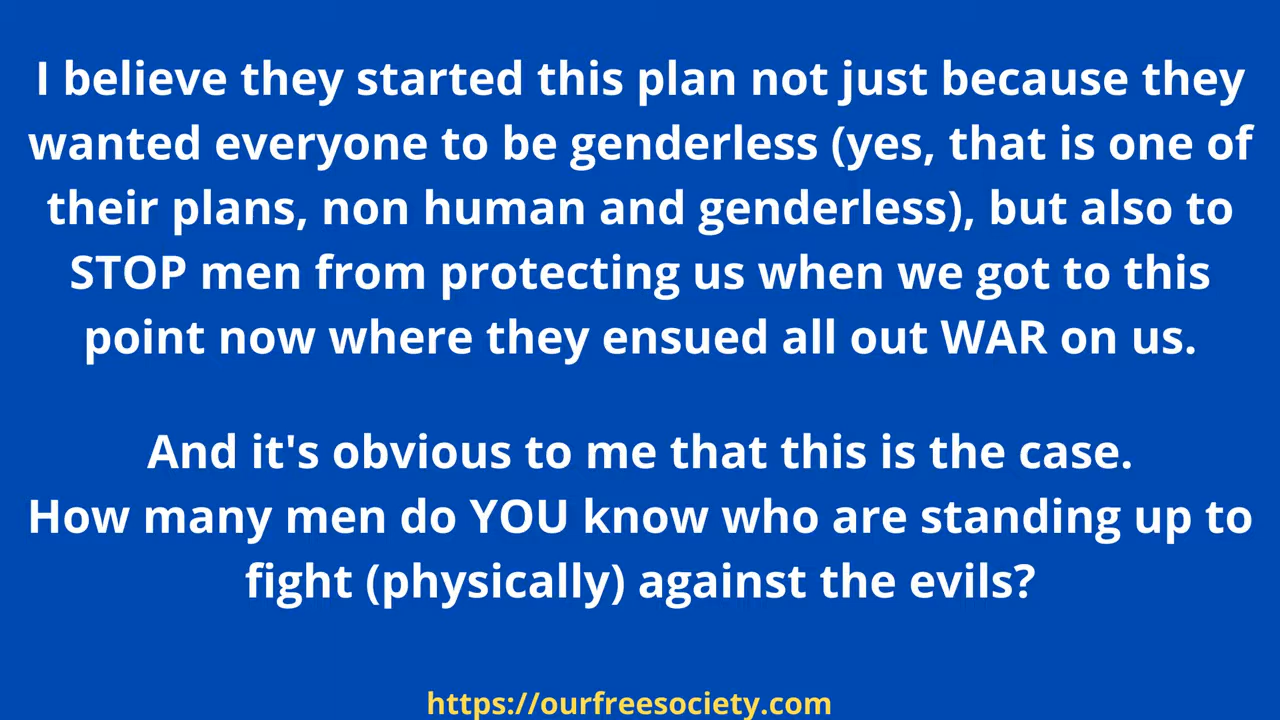 I believe they started this plan not just because they
wanted everyone to be genderless (yes, that is one of
their plans, non human and genderless), but also to
STOP men from protecting us when we got to this
point now where they ensued all out WAR on us.
And it's obvious to me that this is the case.
How many men do YOU know who are standing up to
fight (physically) against the evils?
https://ourfreesociety.com